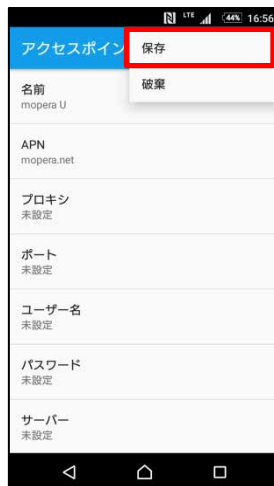 LTE 44% 16:56
アクセスポイン
保存
破棄
名前
mopera U
APN
mopera.net
プロキシ
未設定
ポート
未設定
ユーザー名
未設定
パスワード
未設定
サーバー
未設定